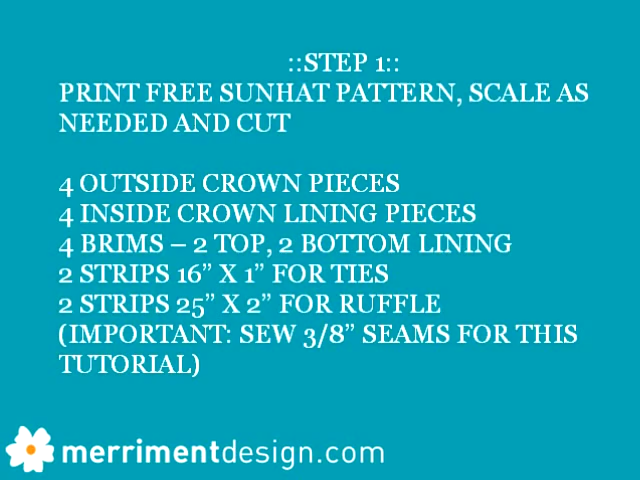 ::STEP 1::
PRINT FREE SUNHAT PATTERN, SCALE AS
NEEDED AND CUT
4 OUTSIDE CROWN PIECES
4 INSIDE CROWN LINING PIECES
4 BRIMS – 2 TOP, 2 BOTTOM LINING
2 STRIPS 16” X 1” FOR TIES
2 STRIPS 25” X 2” FOR RUFFLE
(IMPORTANT: SEW 3/8” SEAMS FOR THIS
TUTORIAL)
merrimentdesign.com